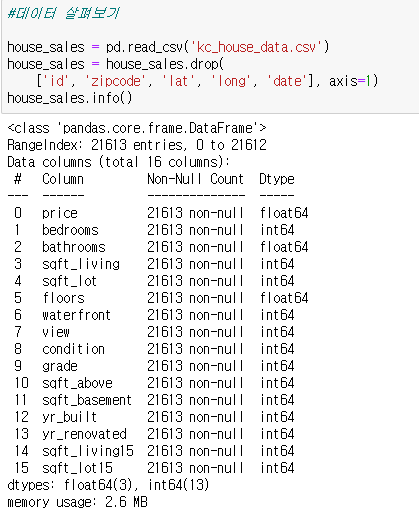 #데이터 살펴보기
house_sales = pd.read_csv('kc_house_data.csv')
house_sales = house_sales.drop(
    ['id', 'zipcode', 'lat', 'long', 'date'], axis=1)
house_sales.info()
<class 'pandas.core.frame.DataFrame'>
RangeIndex: 21613 entries, 0 to 21612
Data columns (total 16 columns):
 #   Column         Non-Null Count  Dtype
---  ------         --------------  -----
 0   price          21613 non-null  float64
 1   bedrooms       21613 non-null  int64
 2   bathrooms      21613 non-null  float64
 3   sqft_living    21613 non-null  int64
 4   sqft_lot       21613 non-null  int64
 5   floors         21613 non-null  float64
 6   waterfront     21613 non-null  int64
 7   view           21613 non-null  int64
 8   condition      21613 non-null  int64
 9   grade          21613 non-null  int64
 10  sqft_above     21613 non-null  int64
 11  sqft_basement  21613 non-null  int64
 12  yr_built       21613 non-null  int64
 13  yr_renovated   21613 non-null  int64
 14  sqft_living15  21613 non-null  int64
 15  sqft_lot15     21613 non-null  int64
dtypes: float64(3), int64(13)
memory usage: 2.6 MB